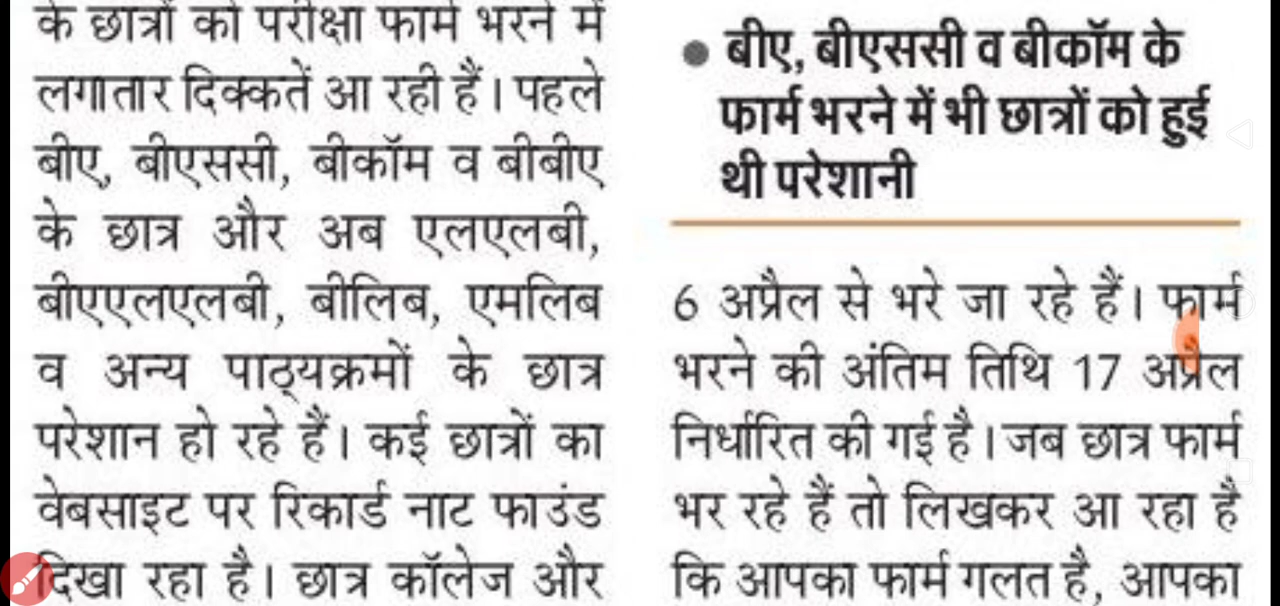 के छात्रों को परीक्षा फार्म भरने में
लगातार दिक्कतें आ रही हैं। पहले
बीए, बीएससी, बीकॉम व बीबीए
के छात्र और अब एलएलबी,
बीएएलएलबी, बीलिब, एमलिब
व अन्य पाठ्यक्रमों के छात्र
परेशान हो रहे हैं। कई छात्रों का
वेबसाइट पर रिकार्ड नाट फाउंड
दिखा रहा है। छात्र कॉलेज और
● बीए, बीएससी व बीकॉम के
फार्म भरने में भी छात्रों को हुई
थी परेशानी
6 अप्रैल से भरे जा रहे हैं। फार्म
भरने की अंतिम तिथि 17 अप्रैल
निर्धारित की गई है। जब छात्र फार्म
भर रहे हैं तो लिखकर आ रहा है
कि आपका फार्म गलत है, आपका